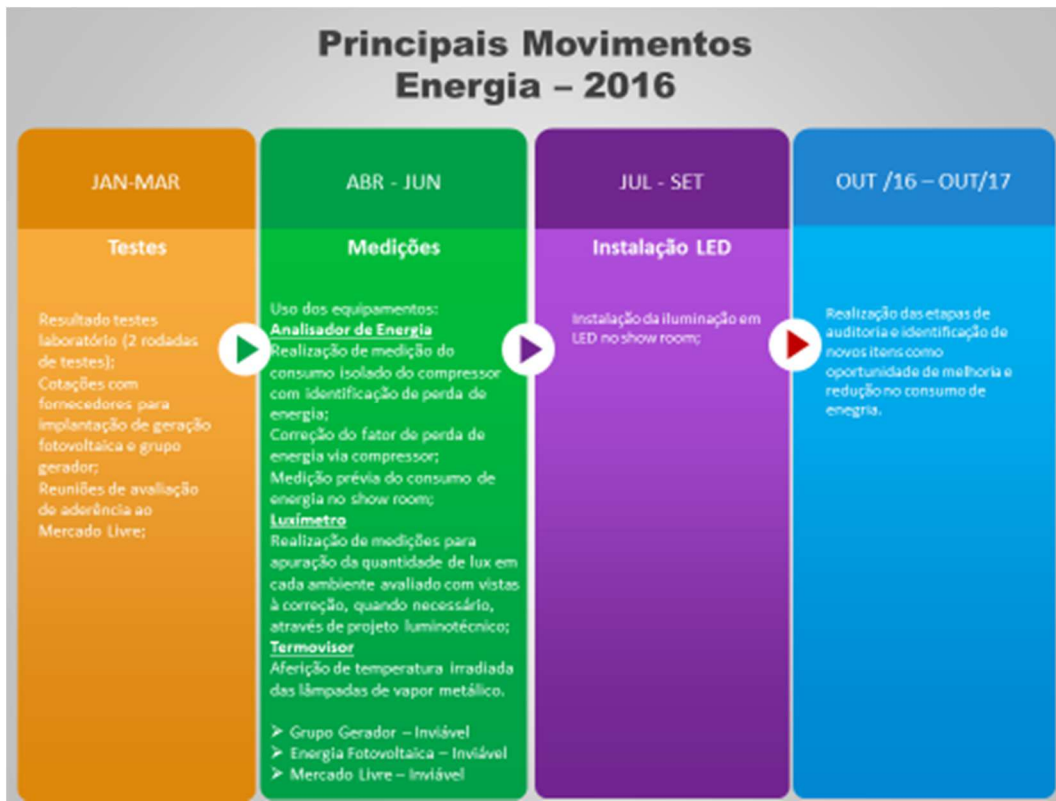 Principais Movimentos
Energia – 2016
JAN-MAR
Testes
Resultado testes
laboratório (2 rodadas
de testes);
Cotações com
fornecedores para
implantação de geração
fotovoltaica e grupo
gerador;
Reuniões de avaliação
de aderência ao
Mercado Livre;
ABR - JUN
Medições
Uso dos equipamentos:
Analisador de Energia
Realização de medição do
consumo isolado do compressor
com identificação de perda de
energia;
Correção do fator de perda de
energia via compressor;
Medição prévia do consumo de
energia no show room;
Luxímetro
Realização de medições para
apuração da quantidade de lux em
cada ambiente avaliado com vistas
à correção, quando necessário,
através de projeto luminotécnico;
Termovisor
Aferição de temperatura irradiada
das lâmpadas de vapor metálico.
➢ Grupo Gerador – Inviável
➢ Energia Fotovoltaica – Inviável
➢ Mercado Livre – Inviável
JUL - SET
Instalação LED
Instalação da iluminação em
LED no show room;
OUT /16 – OUT/17
Realização das etapas de
auditoria e identificação de
novos itens como
oportunidade de melhoria e
redução no consumo de
enegria.